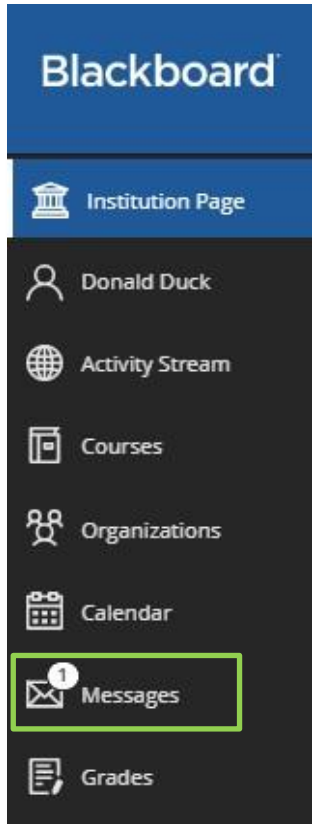 Blackboard
Institution Page
Donald Duck
Activity Stream
Courses
Organizations
Calendar
1
Messages
Grades